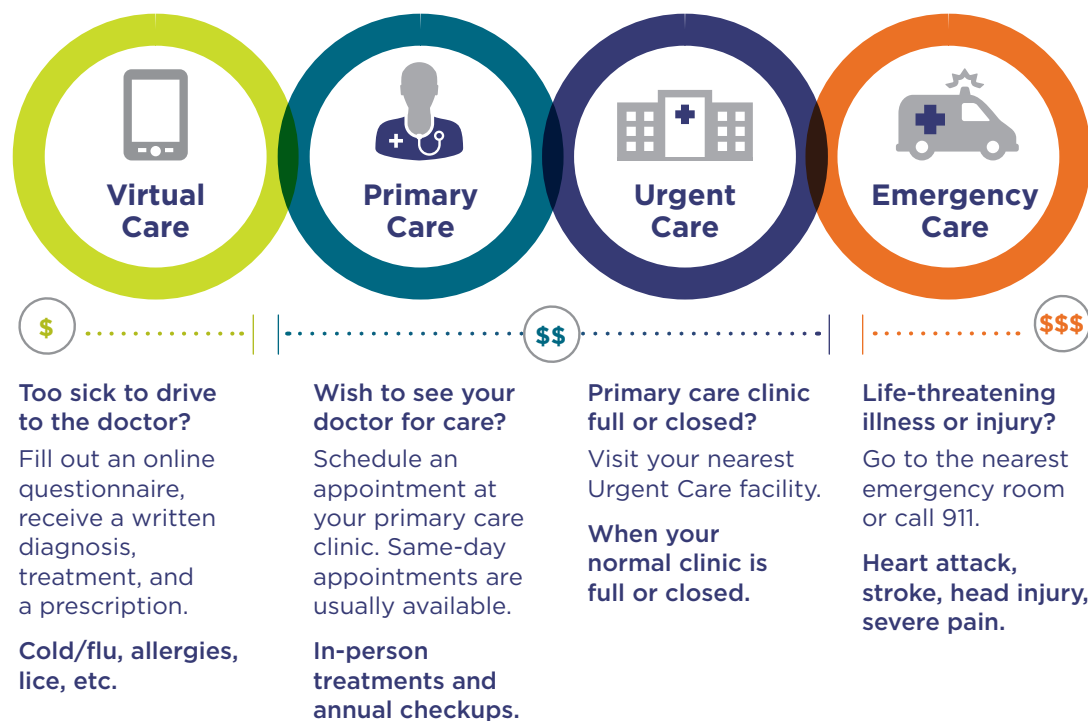 Virtual
Care
Primary
Care
Urgent
Care
Emergency
Care
$
$$
$$$
Too sick to drive
to the doctor?
Fill out an online
questionnaire,
receive a written
diagnosis,
treatment, and
a prescription.
Cold/flu, allergies,
lice, etc.
Wish to see your
doctor for care?
Schedule an
appointment at
your primary care
clinic. Same-day
appointments are
usually available.
In-person
treatments and
annual checkups.
Primary care clinic
full or closed?
Visit your nearest
Urgent Care facility.
When your
normal clinic is
full or closed.
Life-threatening
illness or injury?
Go to the nearest
emergency room
or call 911.
Heart attack,
stroke, head injury,
severe pain.